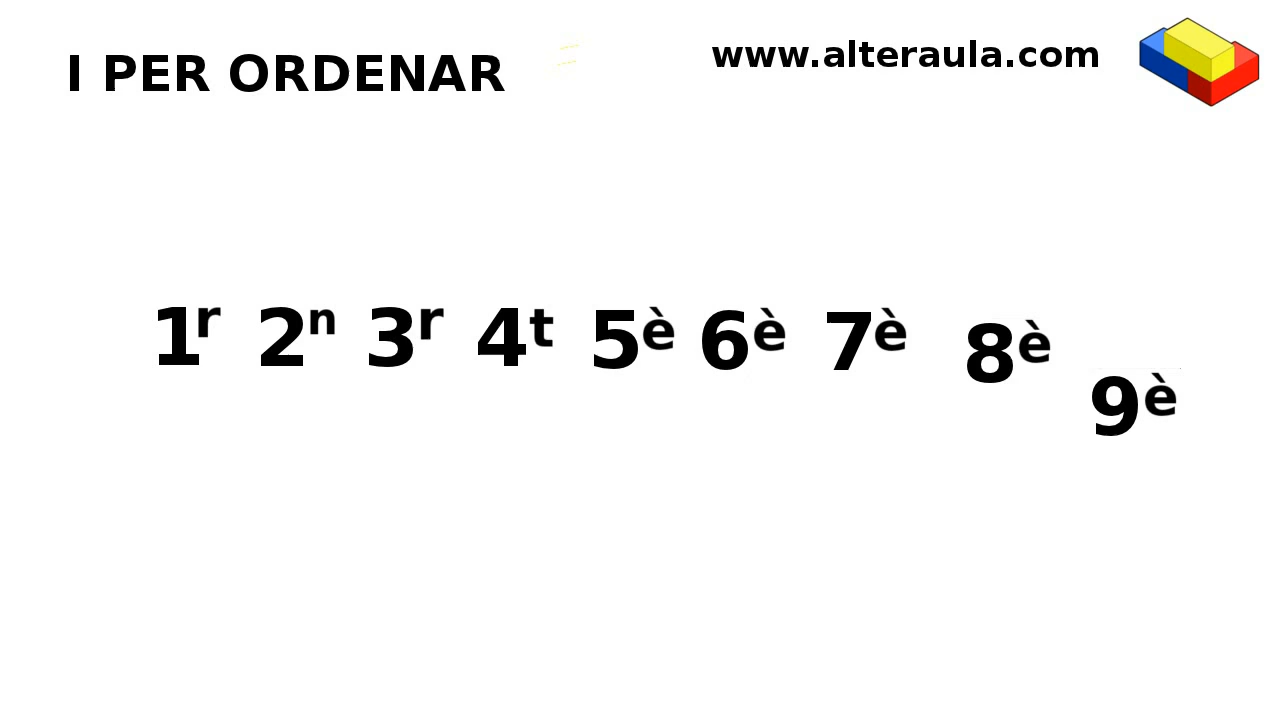 I PER ORDENAR
www.alteraula.com
1ʳ 2ⁿ 3ʳ 4ᵗ 5è 6è 7è 8è 9è